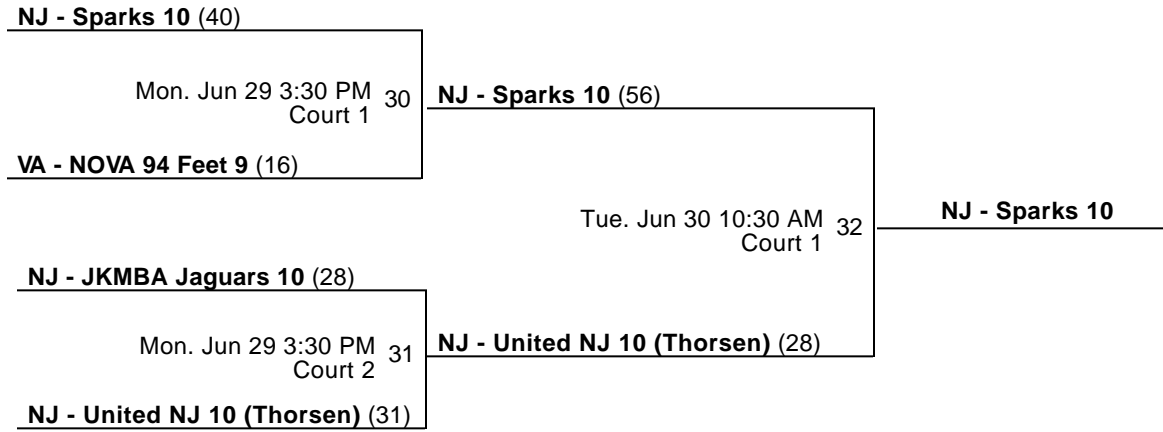 NJ - Sparks 10 (40)
Mon. Jun 29 3:30 PM
Court 1
30
NJ - Sparks 10 (56)
VA - NOVA 94 Feet 9 (16)
Tue. Jun 30 10:30 AM
Court 1
32
NJ - Sparks 10
NJ - JKMBA Jaguars 10 (28)
Mon. Jun 29 3:30 PM
Court 2
31
NJ - United NJ 10 (Thorsen) (28)
NJ - United NJ 10 (Thorsen) (31)